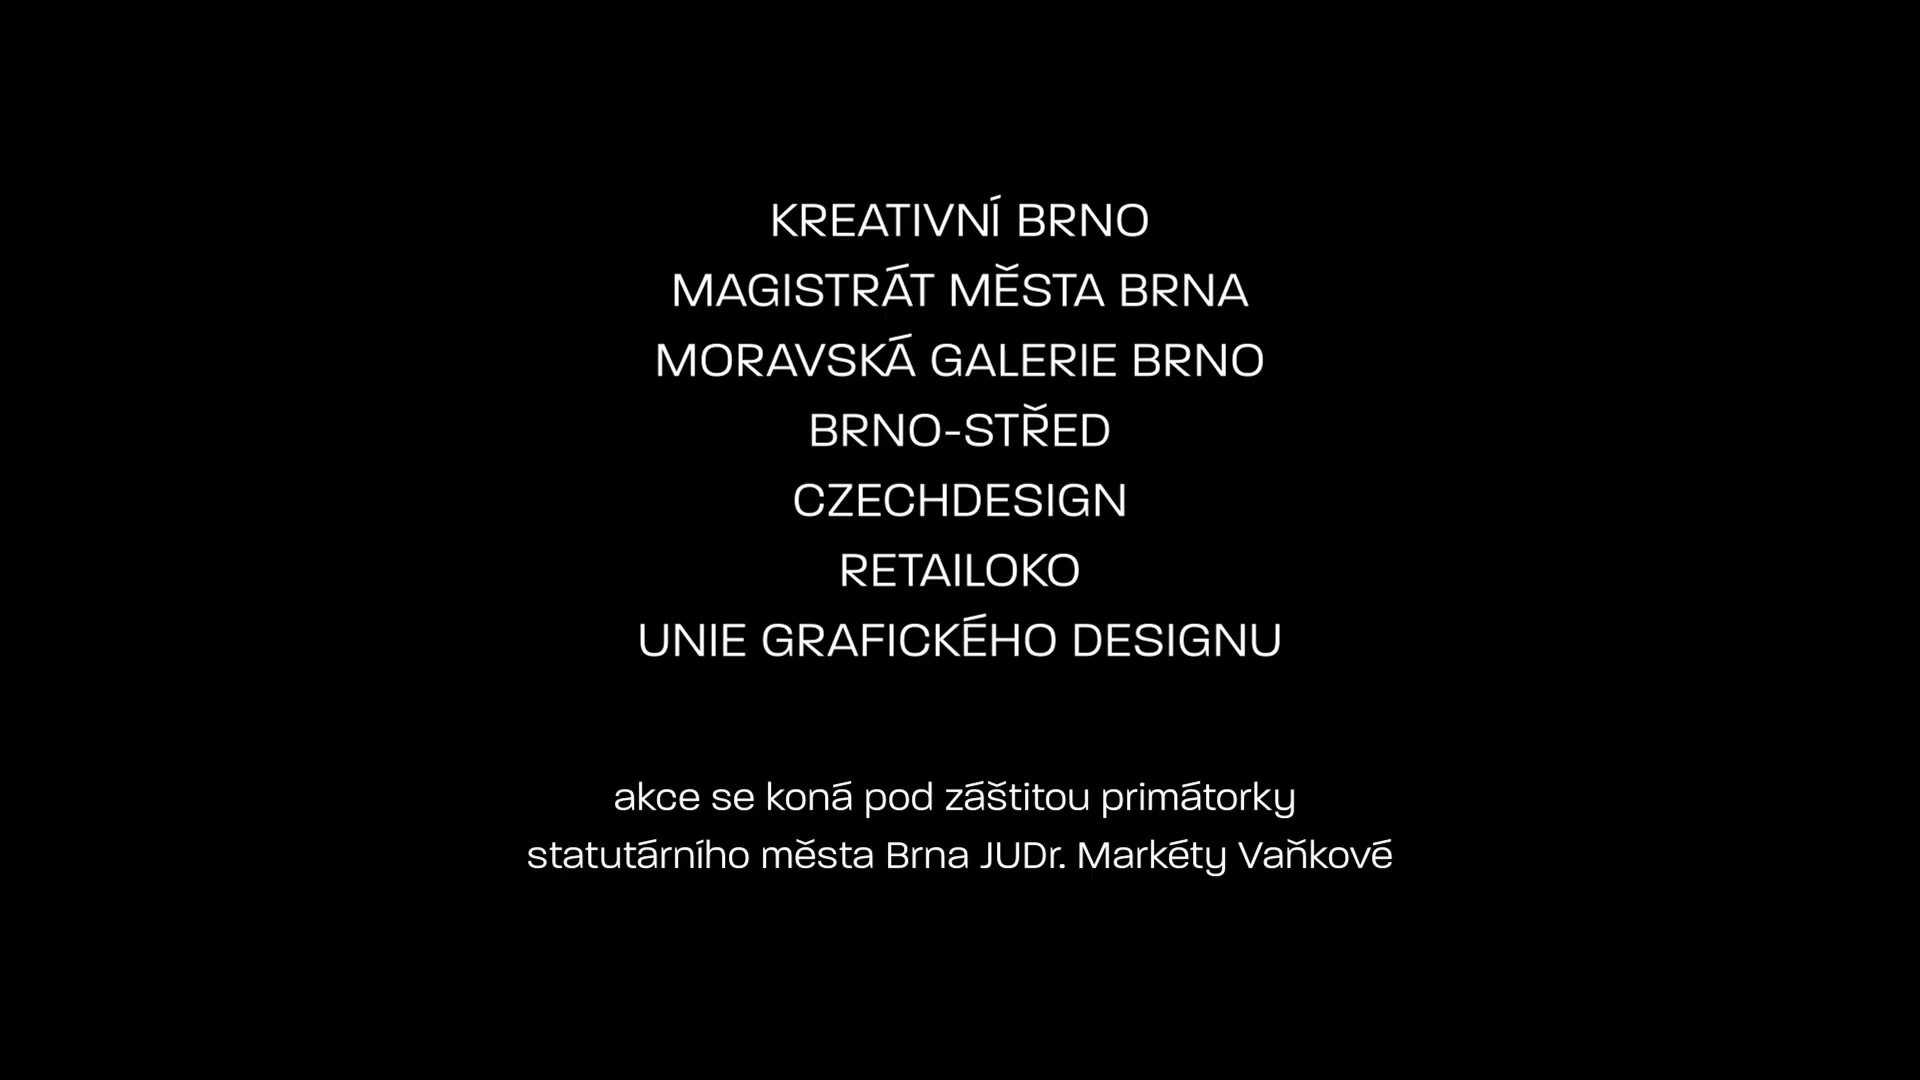 KREATIVNÍ BRNO
MAGISTRÁT MĚSTA BRNA
MORAVSKÁ GALERIE BRNO
BRNO-STŘED
CZECHDESIGN
RETAILOKO
UNIE GRAFICKÉHO DESIGNU
akce se koná pod záštitou primátorky
statutárního města Brna JUDr. Markéty Vaňkové